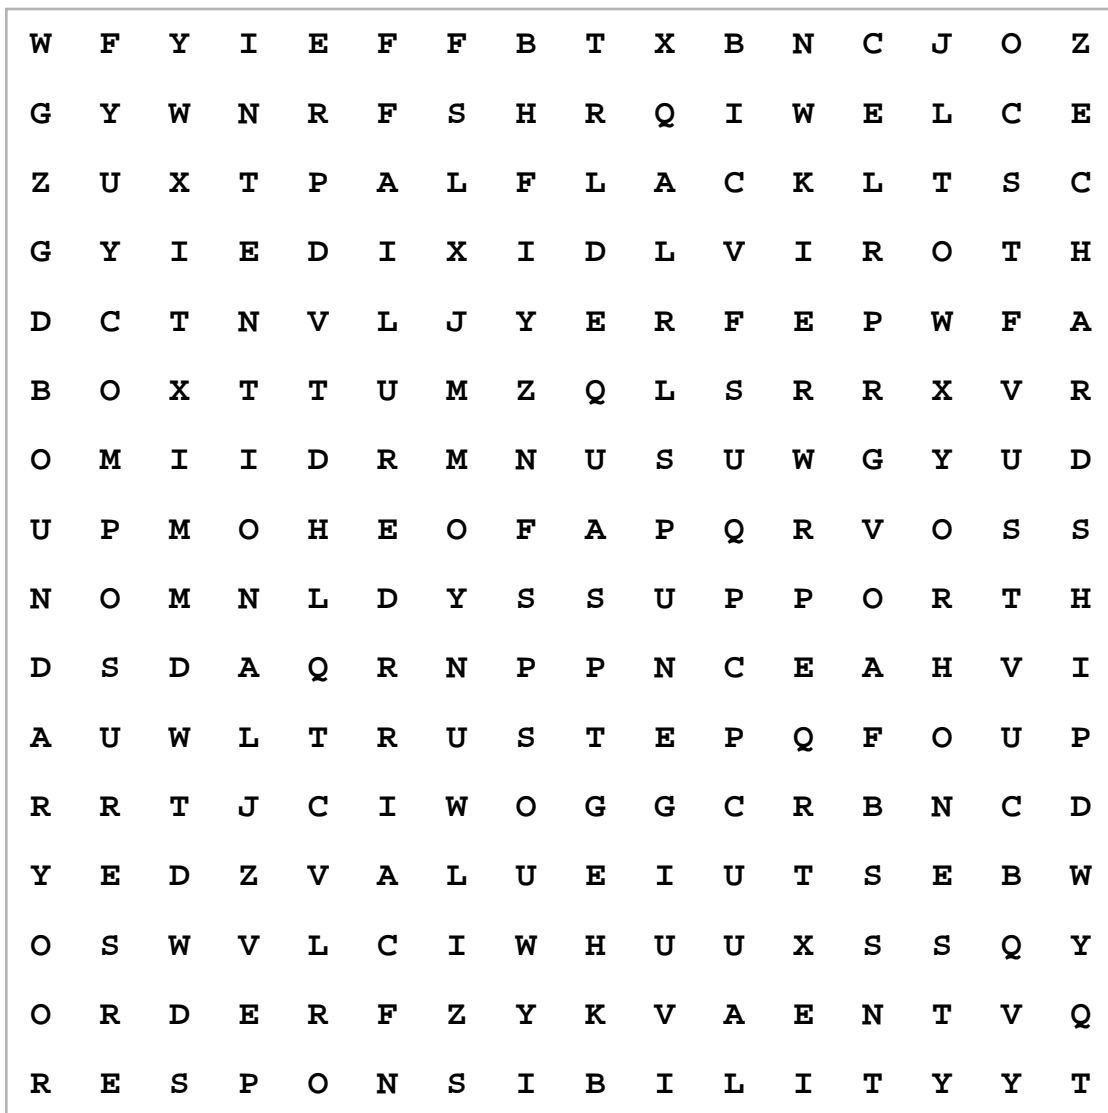 W F Y I E F F B T X B N C J O Z
G Y W N R F S H R Q I W E L C E
Z U X T P A L F L A C K L T S C
G Y I E D I X I D L V I R O T H
D C T N V L J Y E R F E P W F A
B O X T T U M Z Q L S R R X V R
O M I I D R M N U S U W G Y U D
U P M O H E O F A P Q R V O S S
N O M N L D Y S S U P P O R T H
D S D A Q R N P P N C E A H V I
A U W L T R U S T E P Q F O U P
R R T J C I W O G G C R B N C D
Y E D Z V A L U E I U T S E B W
O S W V L C I W H U U X S S Q Y
O R D E R F Z Y K V A E N T V Q
R E S P O N S I B I L I T Y Y T